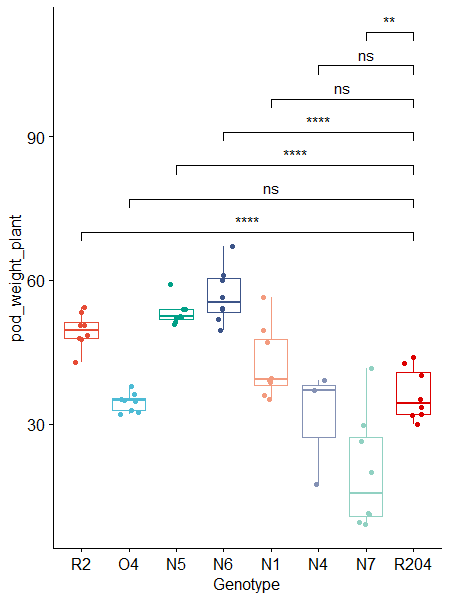 **
ns
ns
****
****
ns
****
90
60
30
pod_weight_plant
R2 O4 N5 N6 N1 N4 N7 R204
Genotype